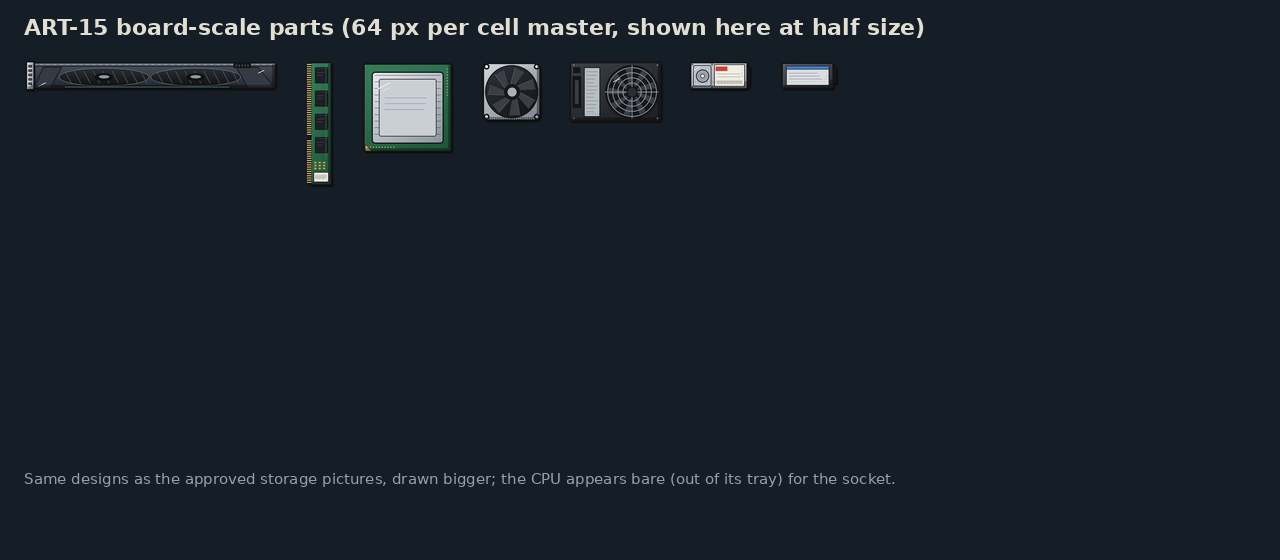 ART-15 board-scale parts (64 px per cell master, shown here at half size)
Same designs as the approved storage pictures, drawn bigger; the CPU appears bare (out of its tray) for the socket.